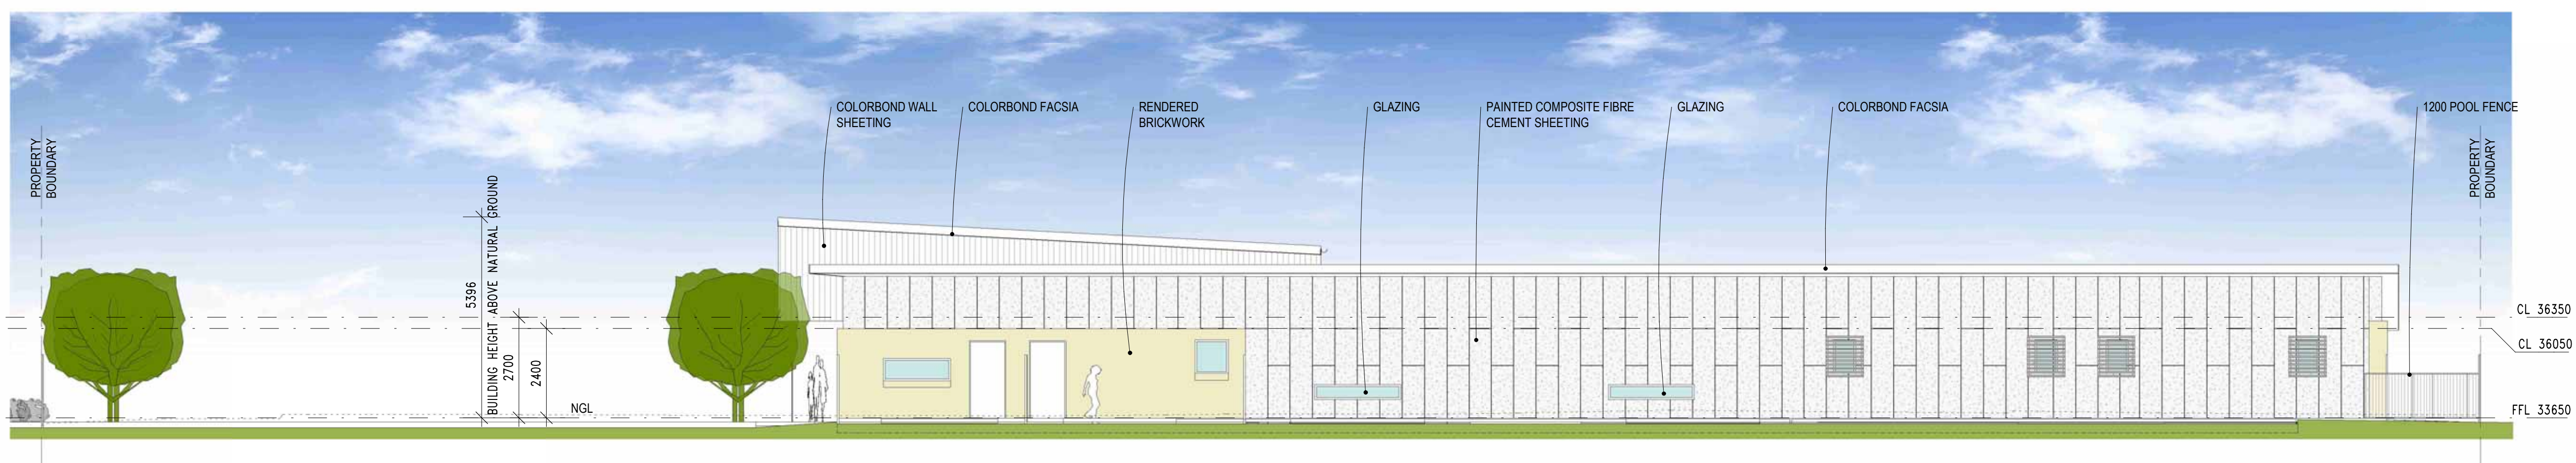 PROPERTY
BOUNDARY
5396
BUILDING HEIGHT ABOVE NATURAL GROUND
2700
2400
NGL
COLORBOND WALL
SHEETING
COLORBOND FACSIA
RENDERED
BRICKWORK
GLAZING
PAINTED COMPOSITE FIBRE
CEMENT SHEETING
GLAZING
COLORBOND FACSIA
1200 POOL FENCE
PROPERTY
BOUNDARY
CL 36350
CL 36050
FFL 33650